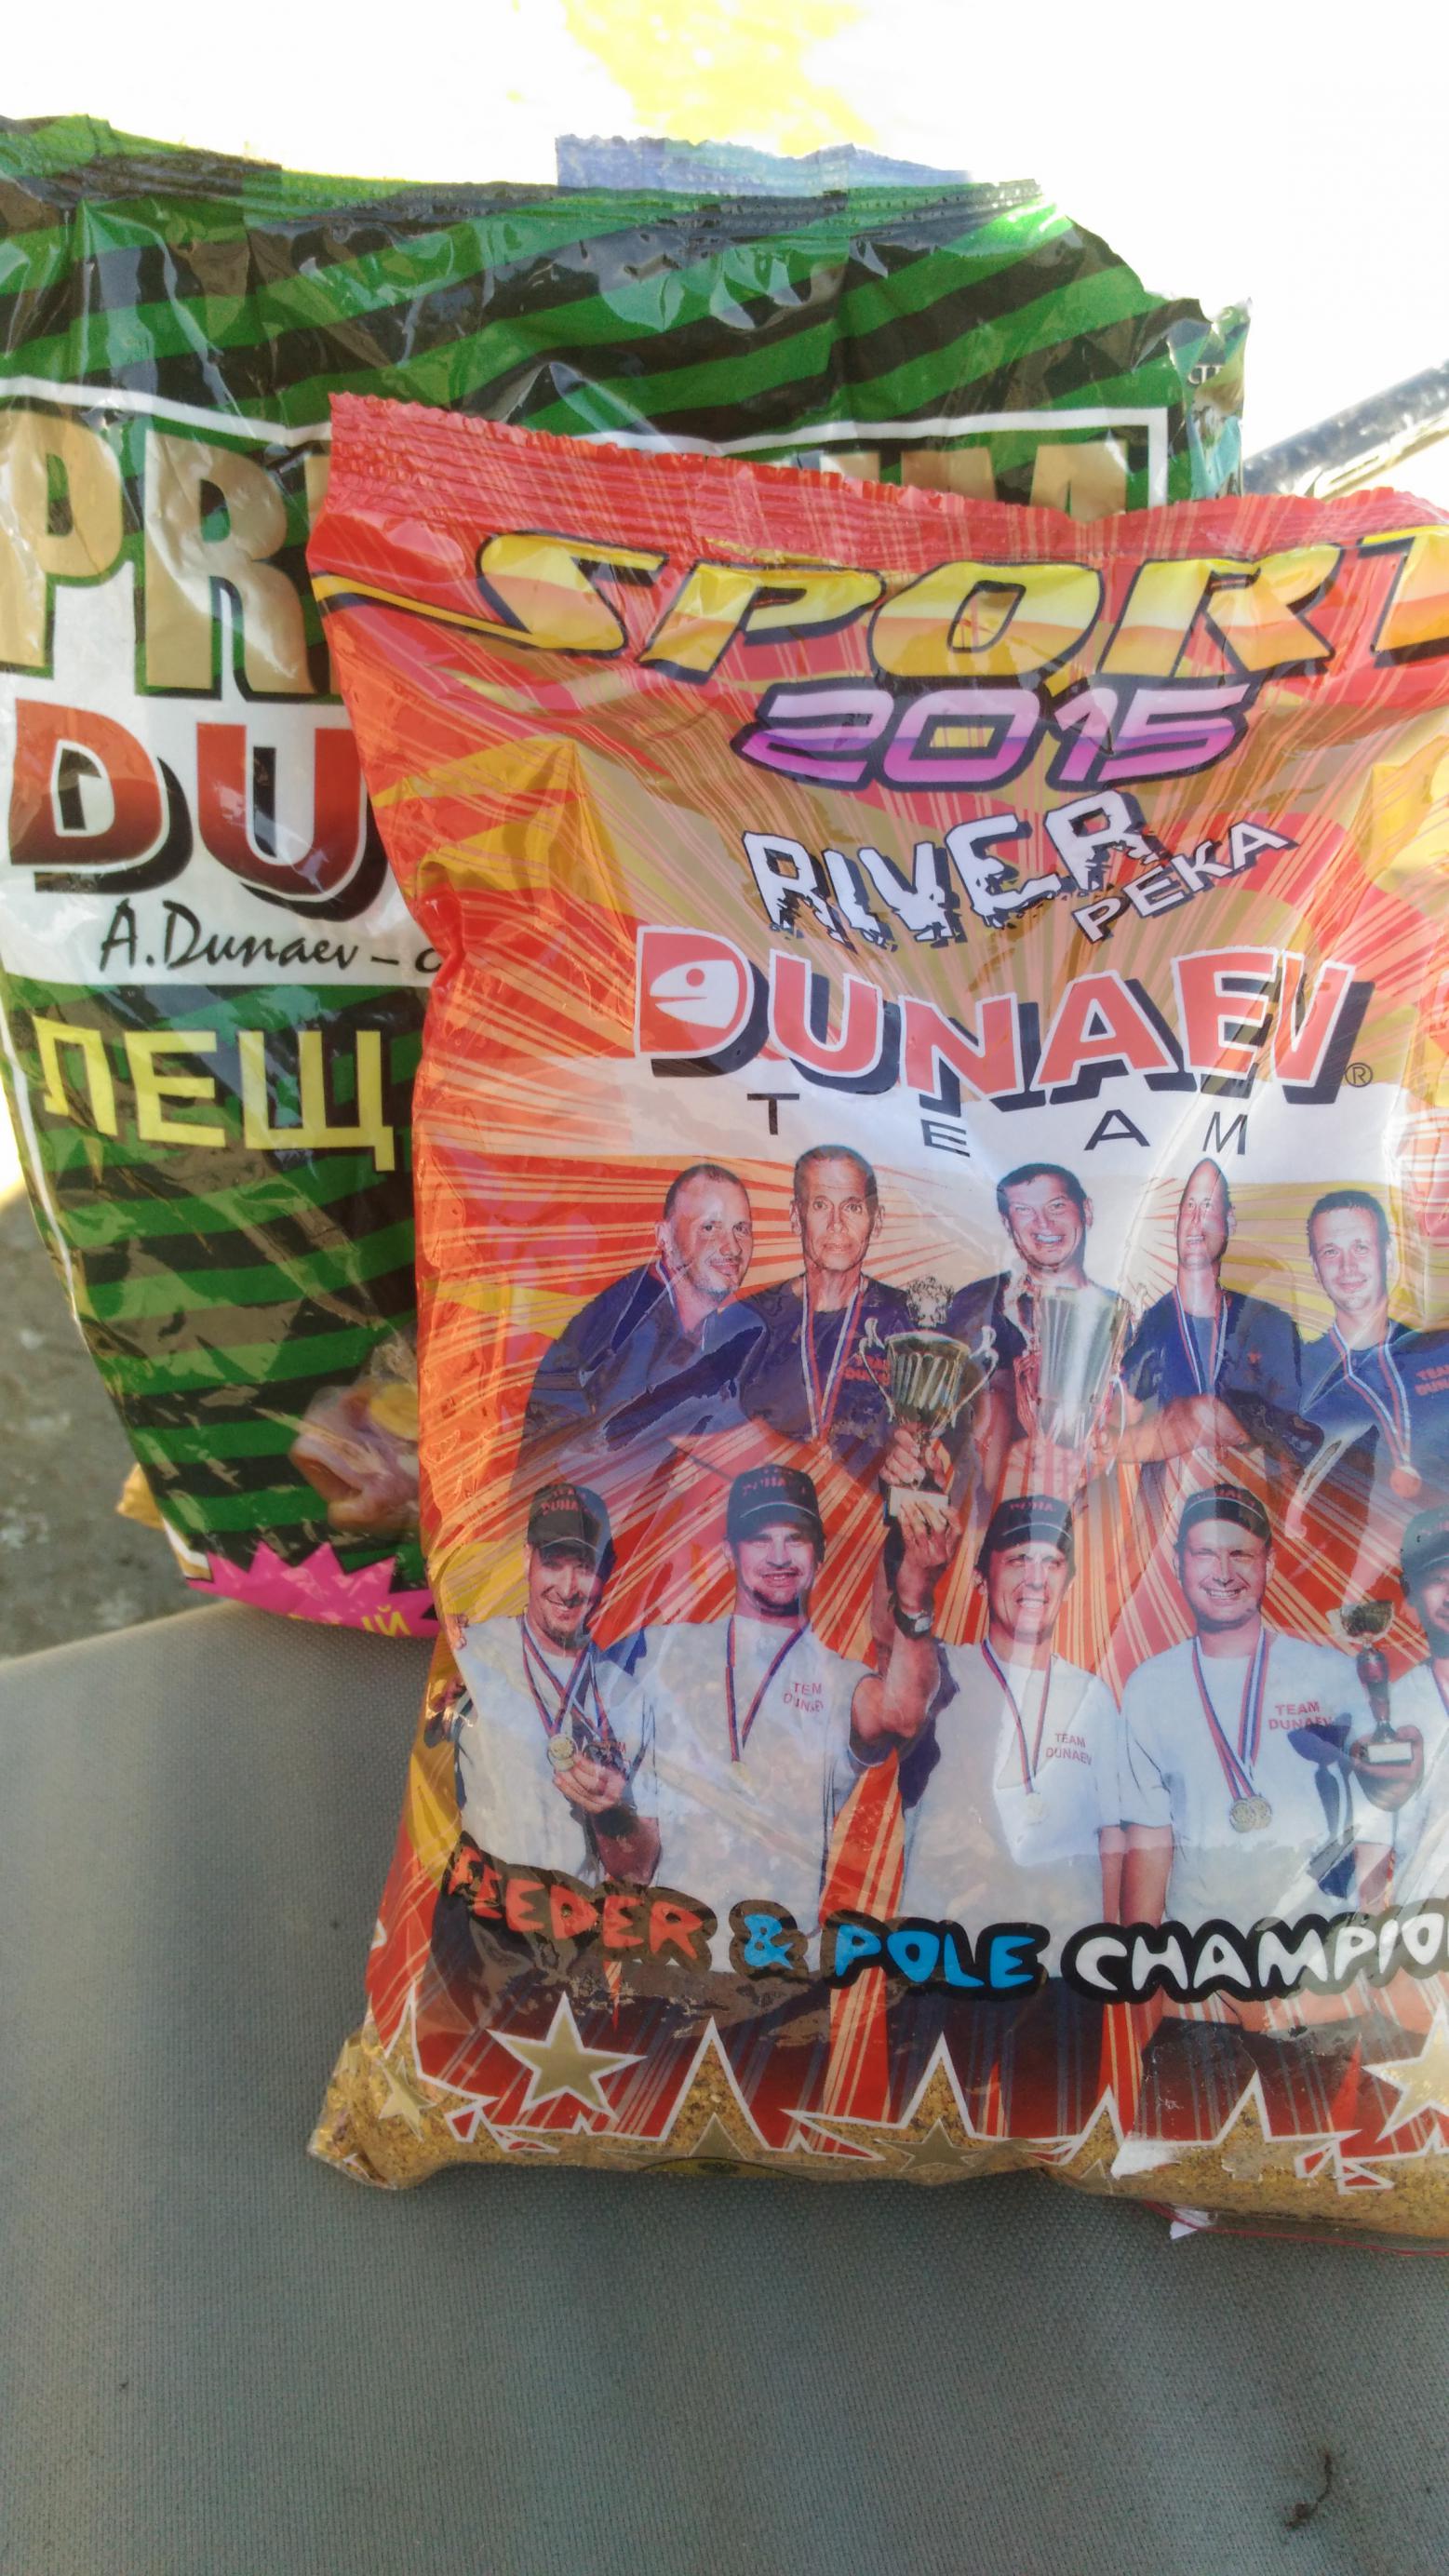 PR
DU
A.Dunaev –
ЛЕЩ
SPORT
2015
RIVER
РЕКА
DUNAEV®
TEAM
TEAM
DUNAEV
TEAM
DUNAEV
FEEDER & POLE CHAMPIO